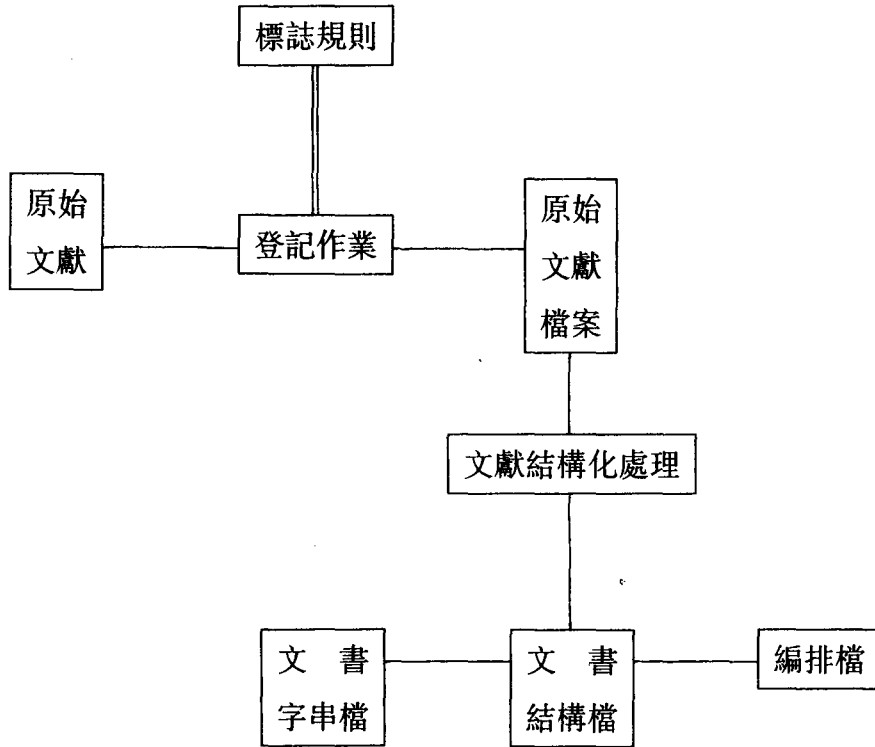 標誌規則
原始
文獻
登記作業
原始
文獻
檔案
文獻結構化處理
文　書
字串檔
文　書
結構檔
編排檔